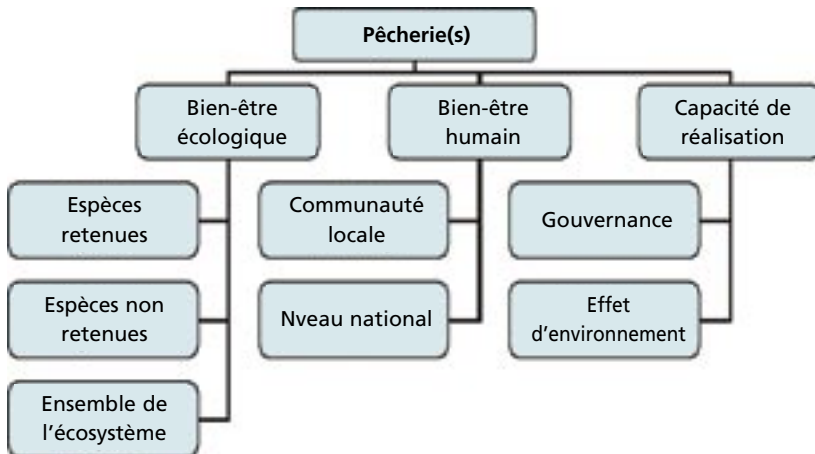 Pêcherie(s)
Bien-être
écologique
Bien-être
humain
Capacité de
réalisation
Espèces
retenues
Communauté
locale
Gouvernance
Espèces non
retenues
Nveau national
Effet
d'environnement
Ensemble de
l'écosystème